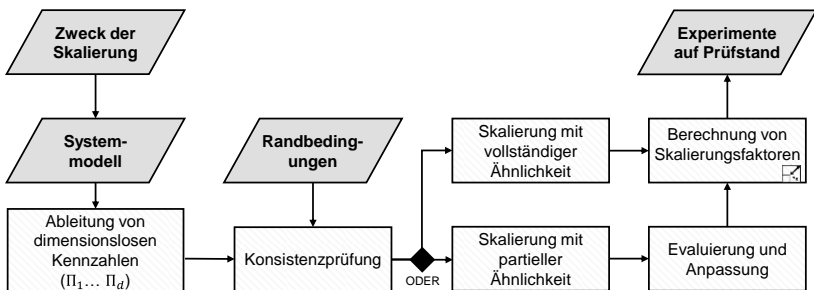 Zweck der
Skalierung
System-
modell
Ableitung von
dimensionslosen
Kennzahlen
(Π₁… Π_d)
Randbeding-
ungen
Konsistenzprüfung
ODER
Skalierung mit
vollständiger
Ähnlichkeit
Skalierung mit
partieller
Ähnlichkeit
Evaluierung und
Anpassung
Berechnung von
Skalierungsfaktoren
Experimente
auf Prüfstand